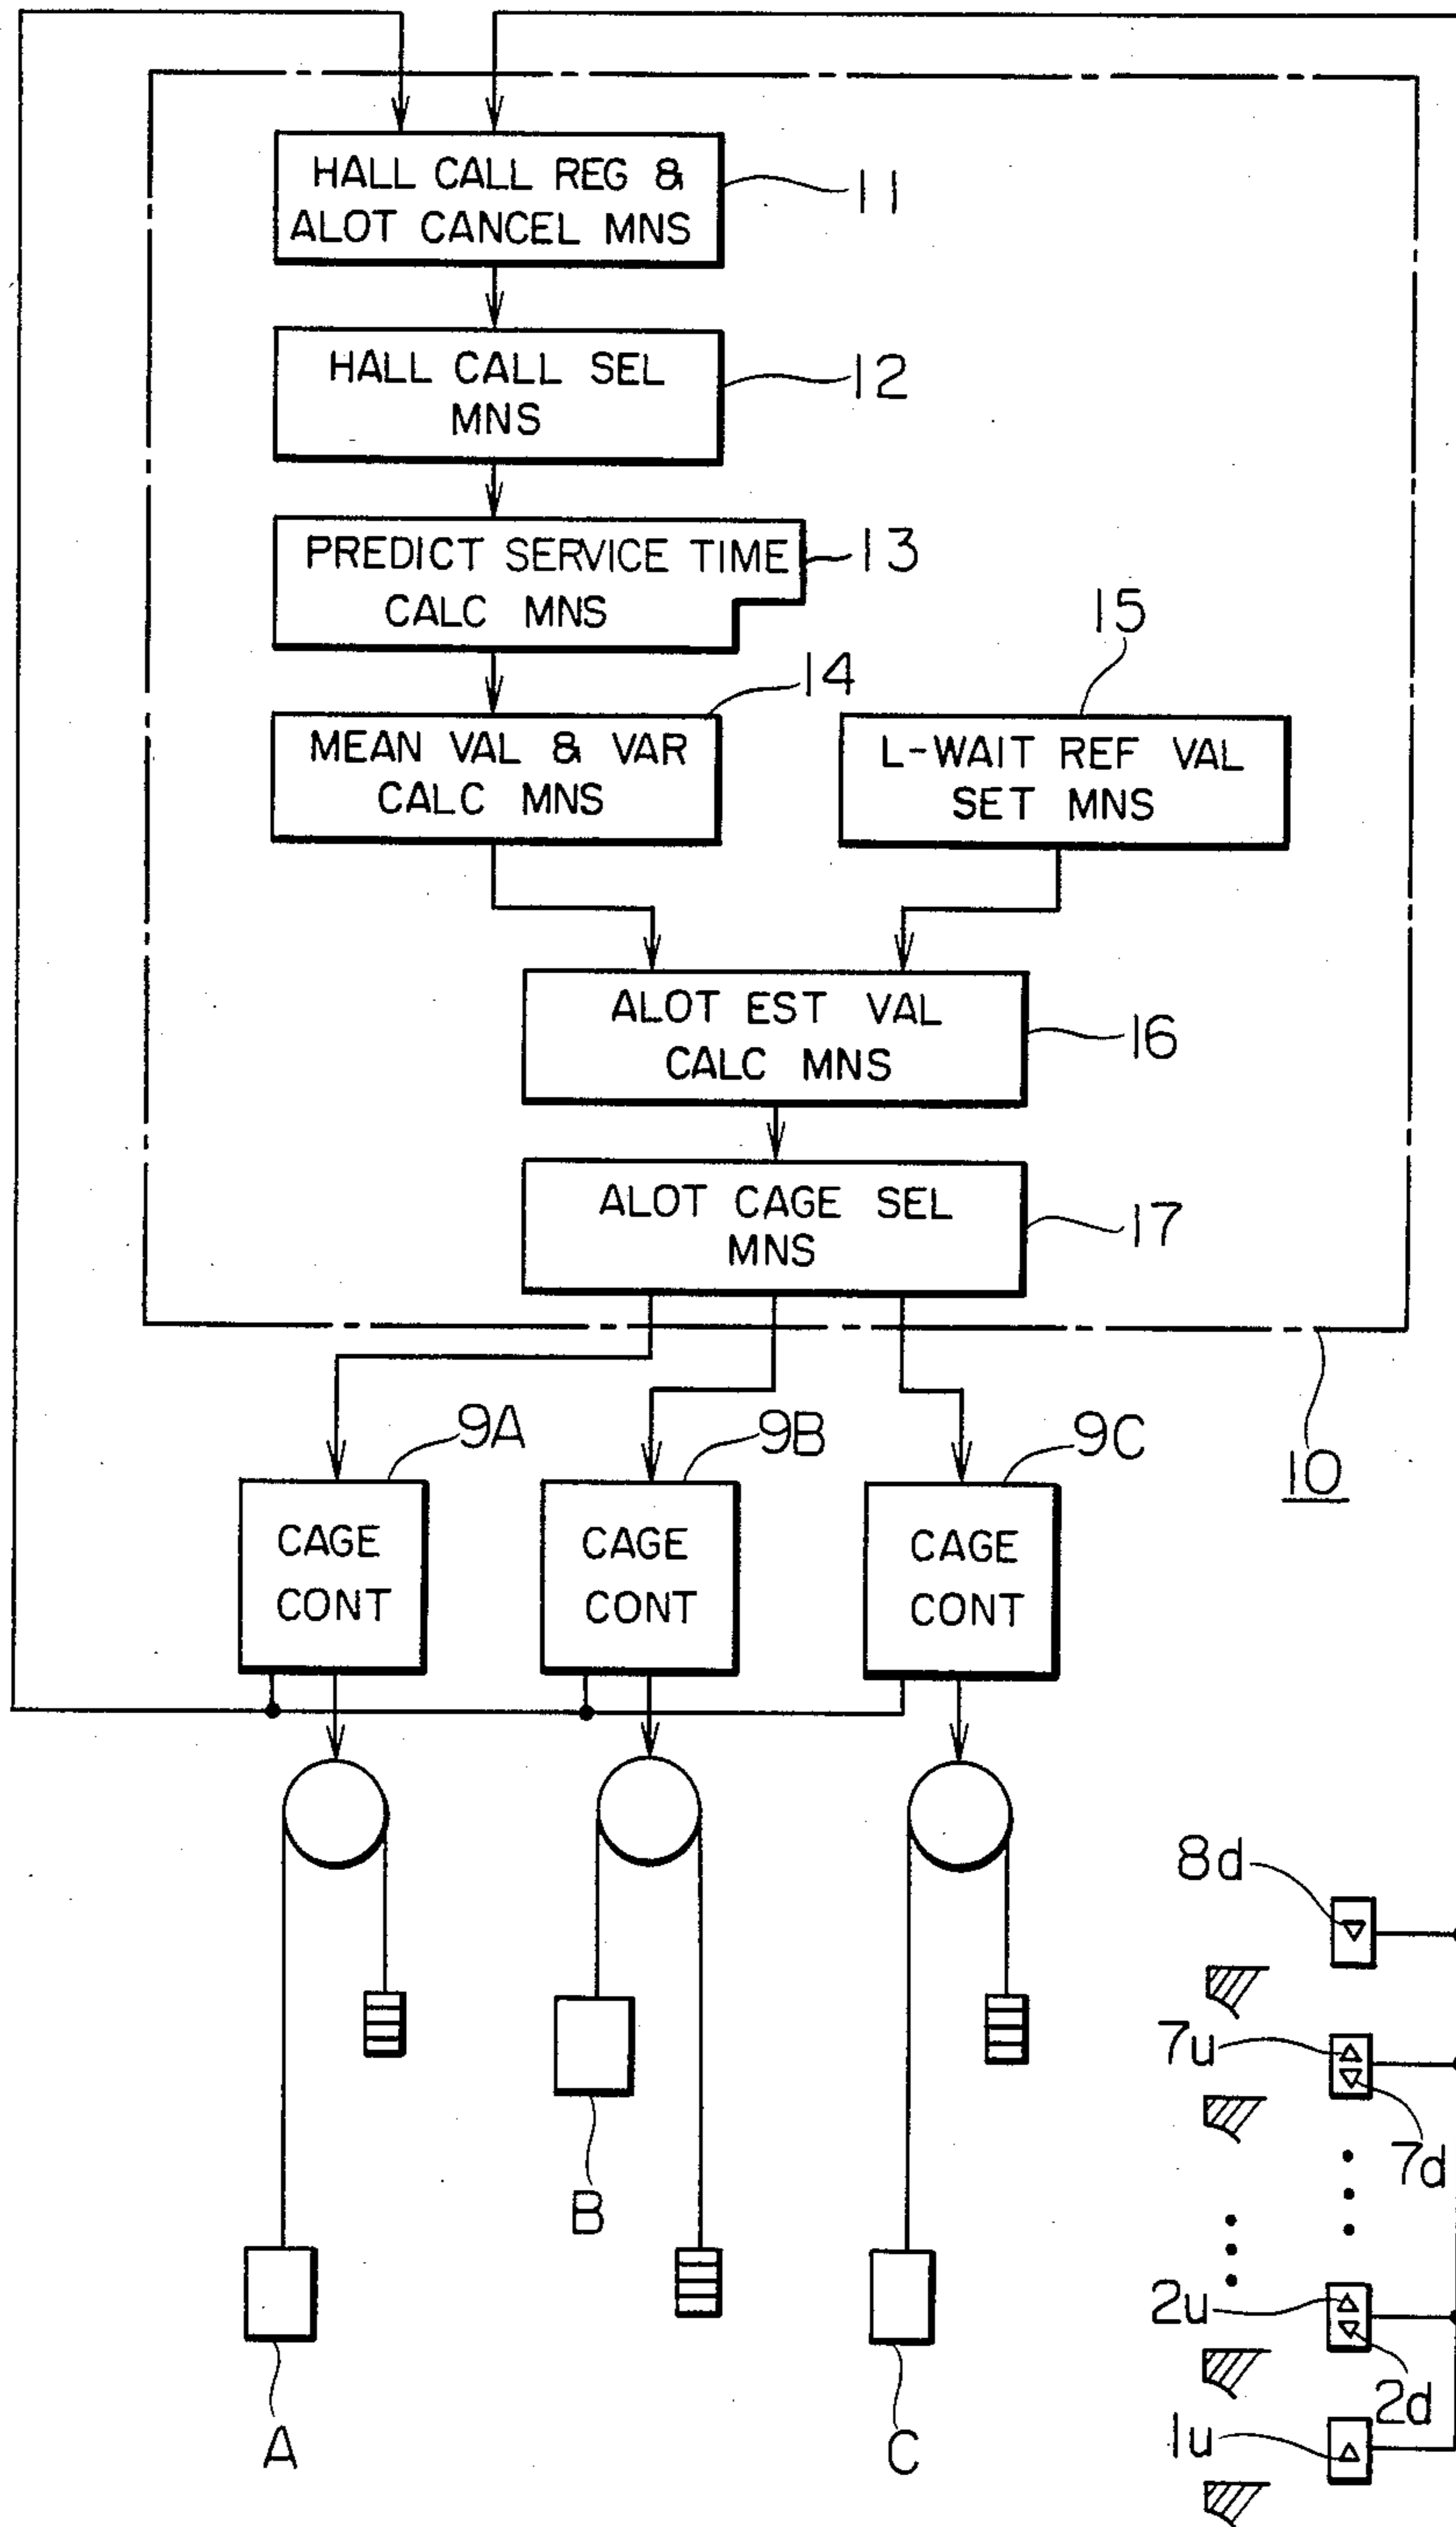 HALL CALL REG &
ALOT CANCEL MNS
11
HALL CALL SEL
MNS
12
PREDICT SERVICE TIME
CALC MNS
13
14
15
MEAN VAL & VAR
CALC MNS
L-WAIT REF VAL
SET MNS
ALOT EST VAL
CALC MNS
16
ALOT CAGE SEL
MNS
17
9A
9B
9C
10
CAGE
CONT
CAGE
CONT
CAGE
CONT
8d
7u
7d
B
2u
2d
1u
A
C